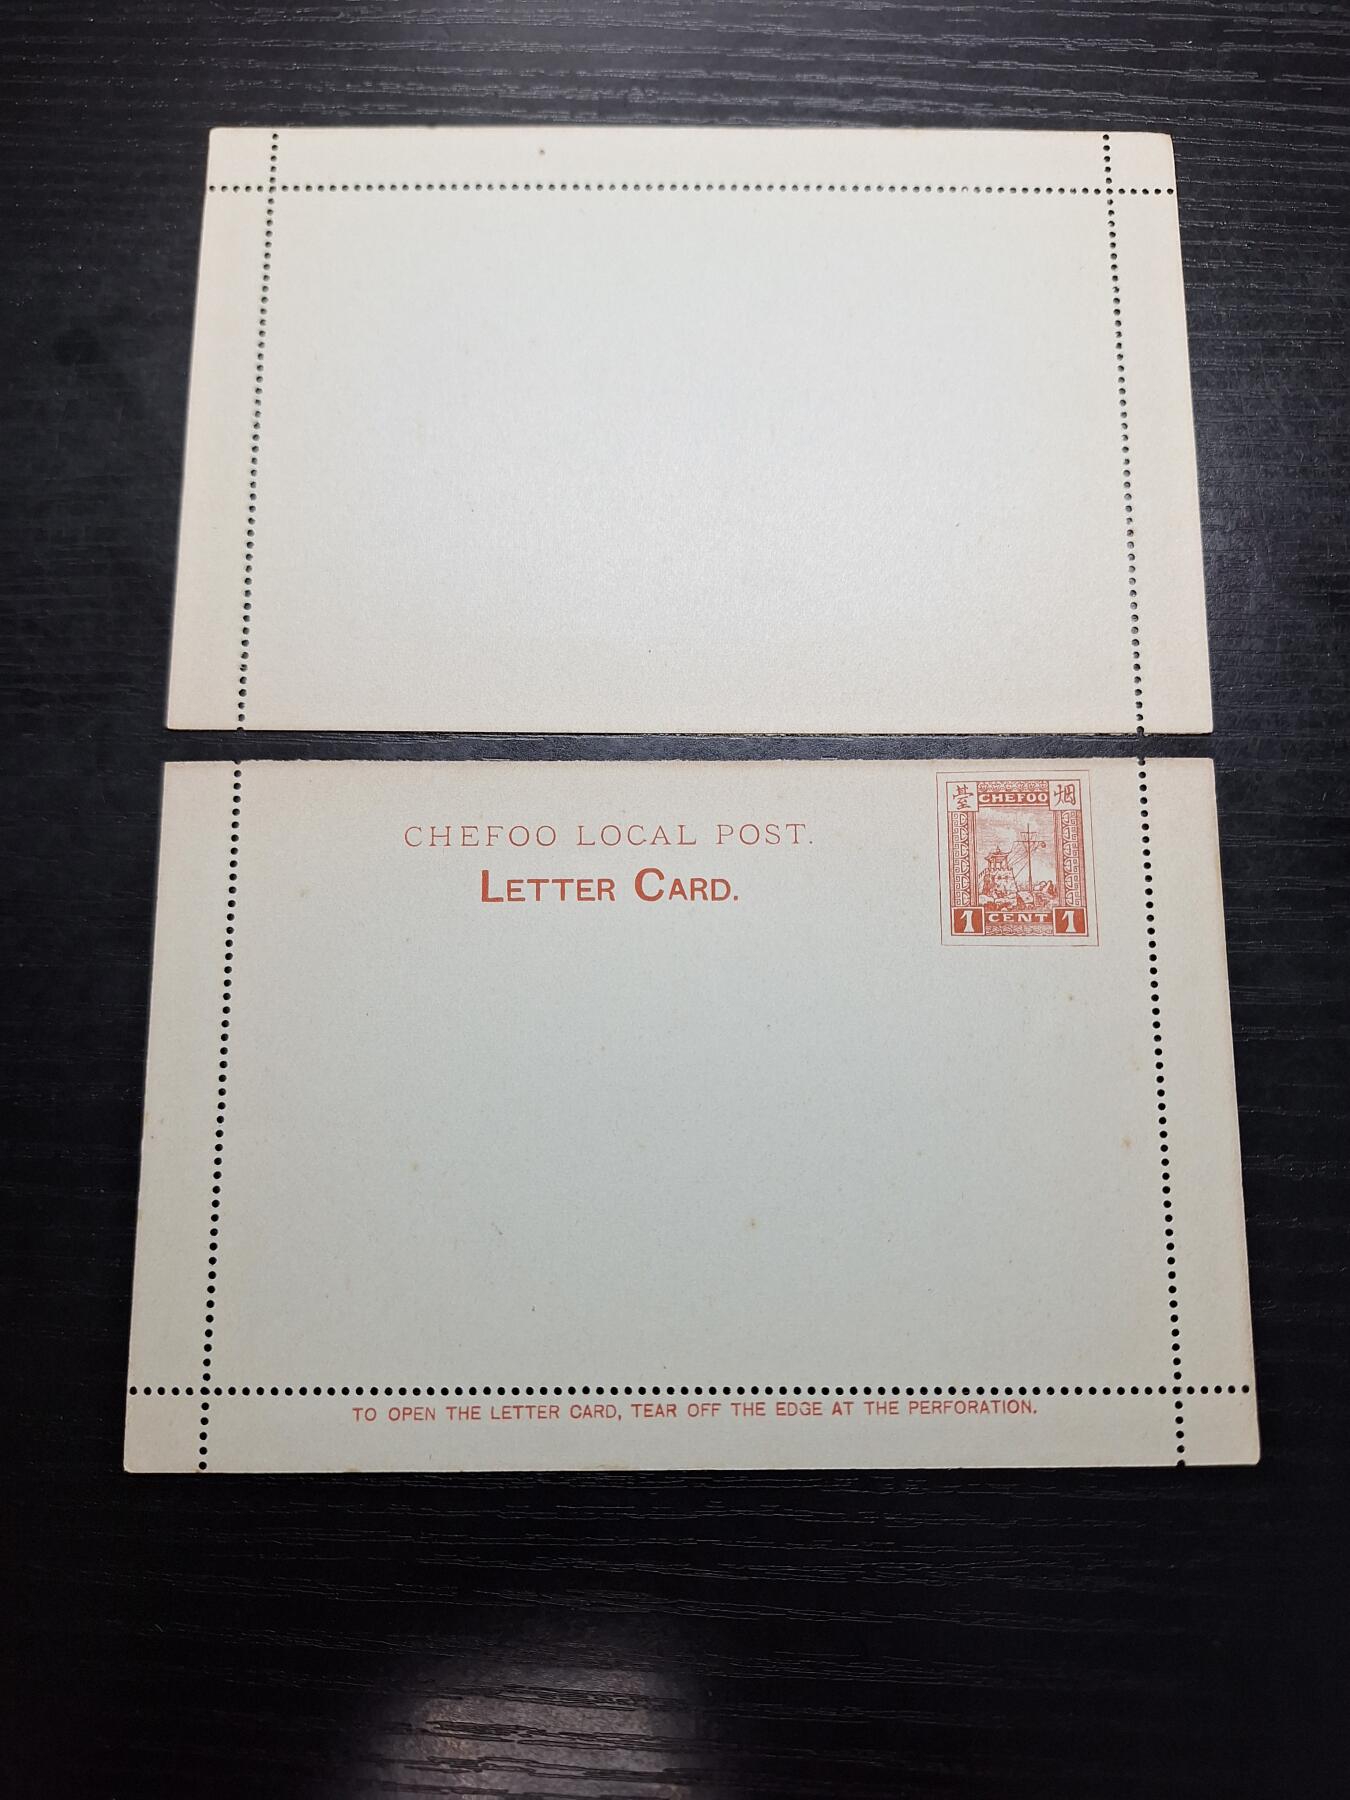 CHEFOO LOCAL POST.
LETTER CARD.
臺 CHEFOO 烟
1 CENT 1
TO OPEN THE LETTER CARD, TEAR OFF THE EDGE AT THE PERFORATION.